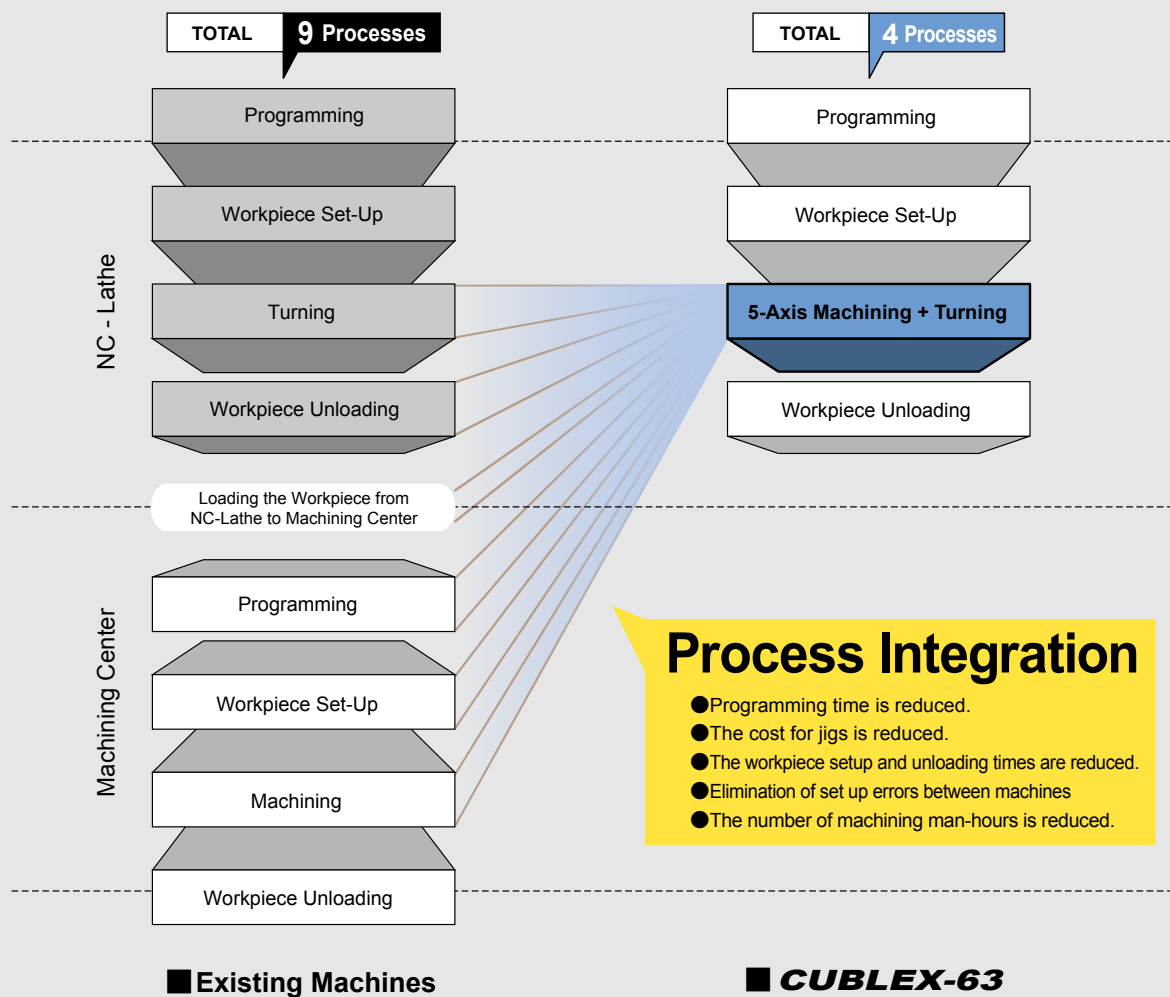 TOTAL
9 Processes
Programming
Workpiece Set-Up
Turning
Workpiece Unloading
NC - Lathe
Loading the Workpiece from
NC-Lathe to Machining Center
Programming
Workpiece Set-Up
Machining
Workpiece Unloading
Machining Center
■Existing Machines
TOTAL
4 Processes
Programming
Workpiece Set-Up
5-Axis Machining + Turning
Workpiece Unloading
Process Integration
●Programming time is reduced.
●The cost for jigs is reduced.
●The workpiece setup and unloading times are reduced.
●Elimination of set up errors between machines
●The number of machining man-hours is reduced.
■ CUBLEX-63